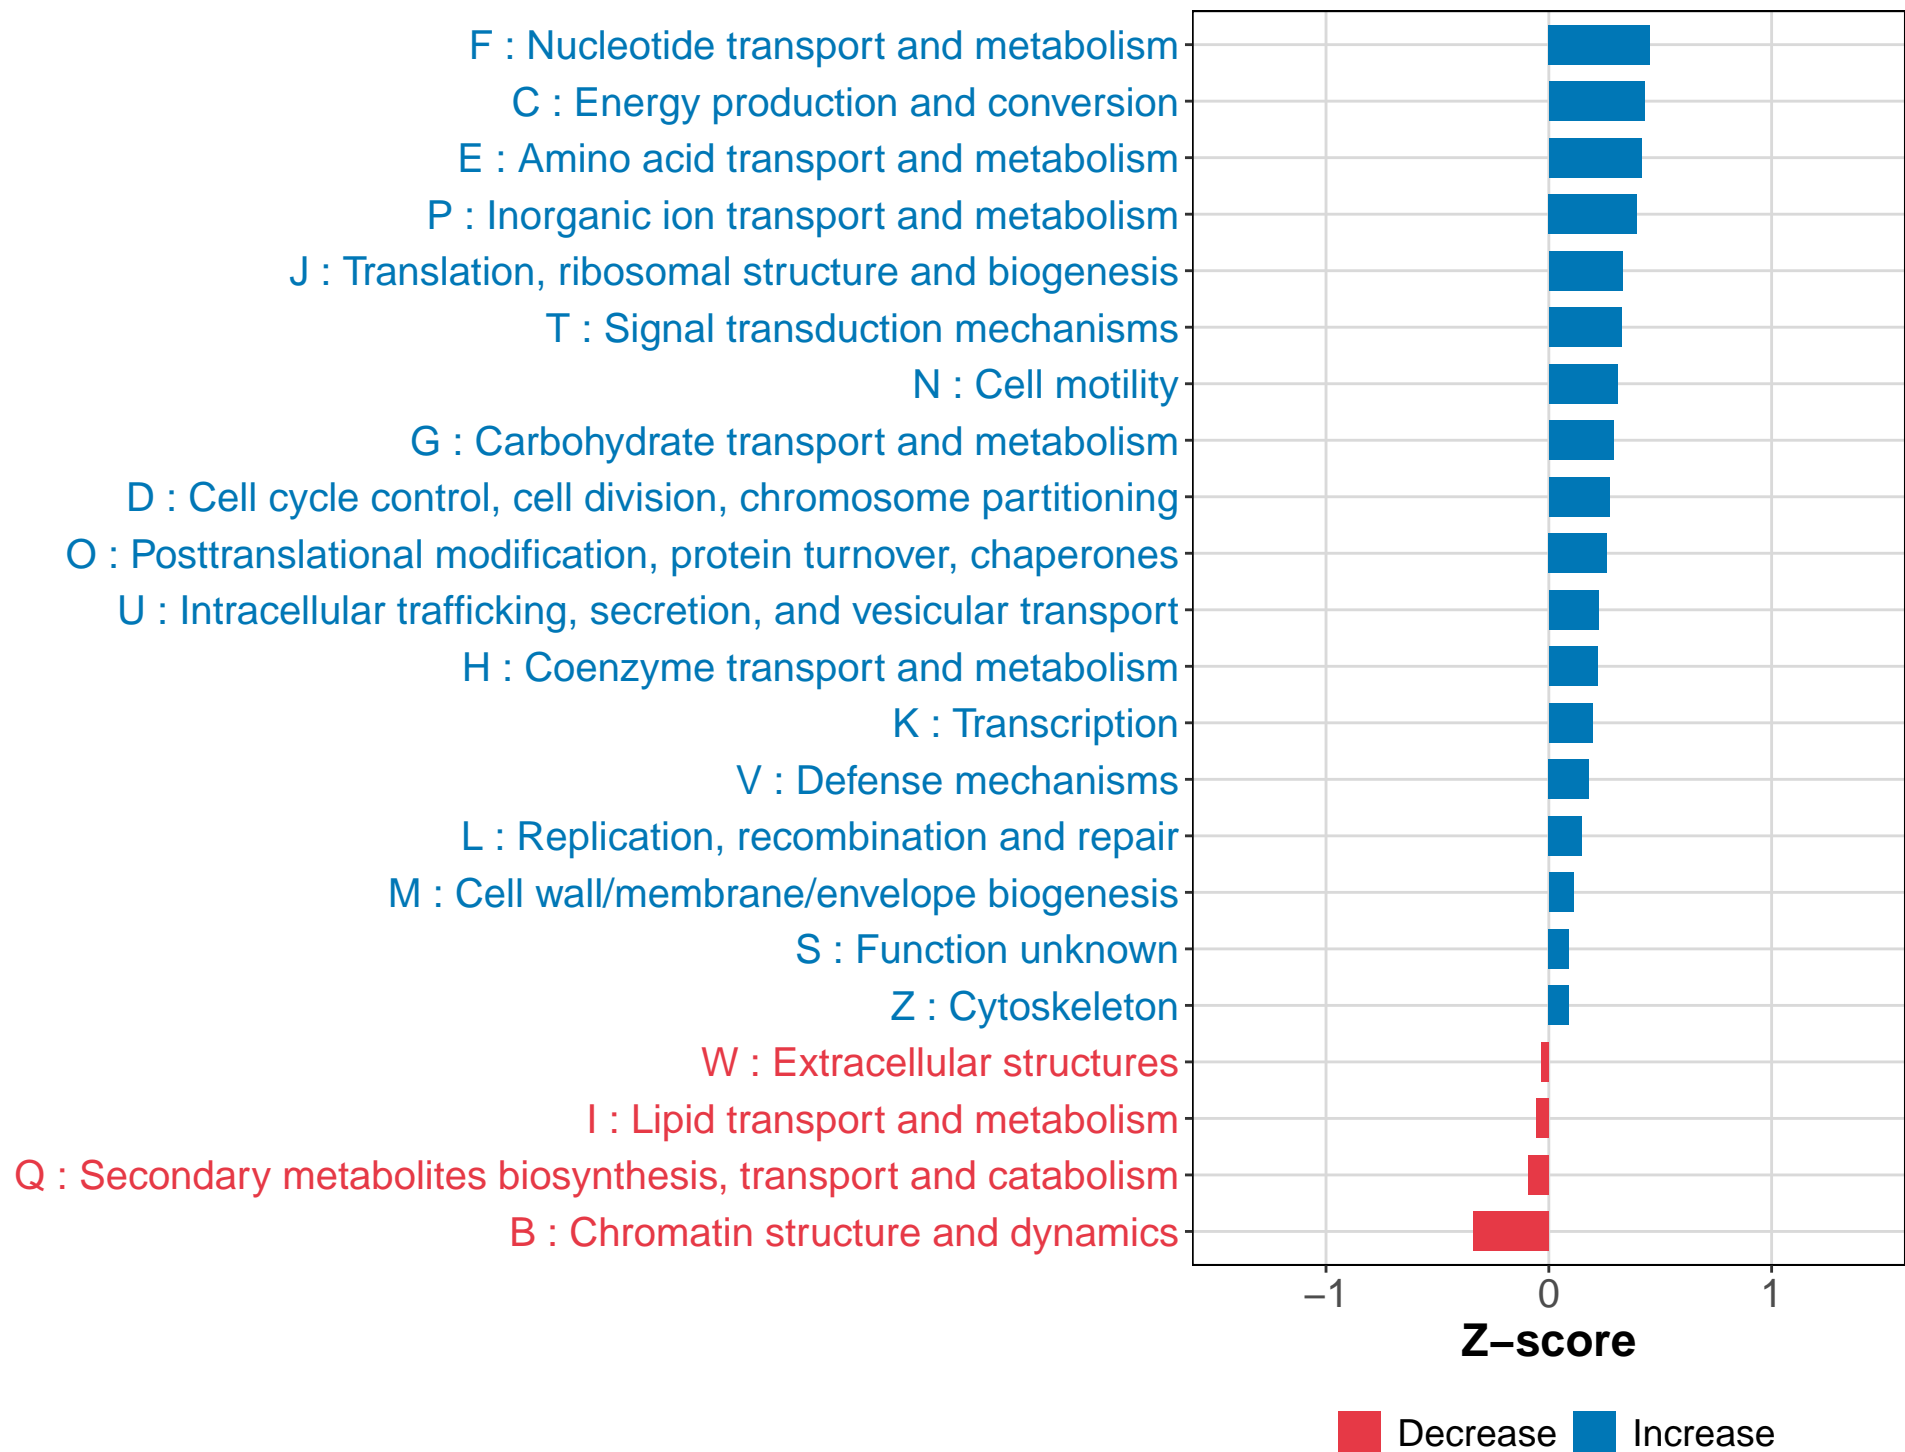 F : Nucleotide transport and metabolism
C : Energy production and conversion
E : Amino acid transport and metabolism
P : Inorganic ion transport and metabolism
J : Translation, ribosomal structure and biogenesis
T : Signal transduction mechanisms
N : Cell motility
G : Carbohydrate transport and metabolism
D : Cell cycle control, cell division, chromosome partitioning
O : Posttranslational modification, protein turnover, chaperones
U : Intracellular trafficking, secretion, and vesicular transport
H : Coenzyme transport and metabolism
K : Transcription
V : Defense mechanisms
L : Replication, recombination and repair
M : Cell wall/membrane/envelope biogenesis
S : Function unknown
Z : Cytoskeleton
W : Extracellular structures
I : Lipid transport and metabolism
Q : Secondary metabolites biosynthesis, transport and catabolism
B : Chromatin structure and dynamics
−1 0 1
Z−score
Decrease Increase